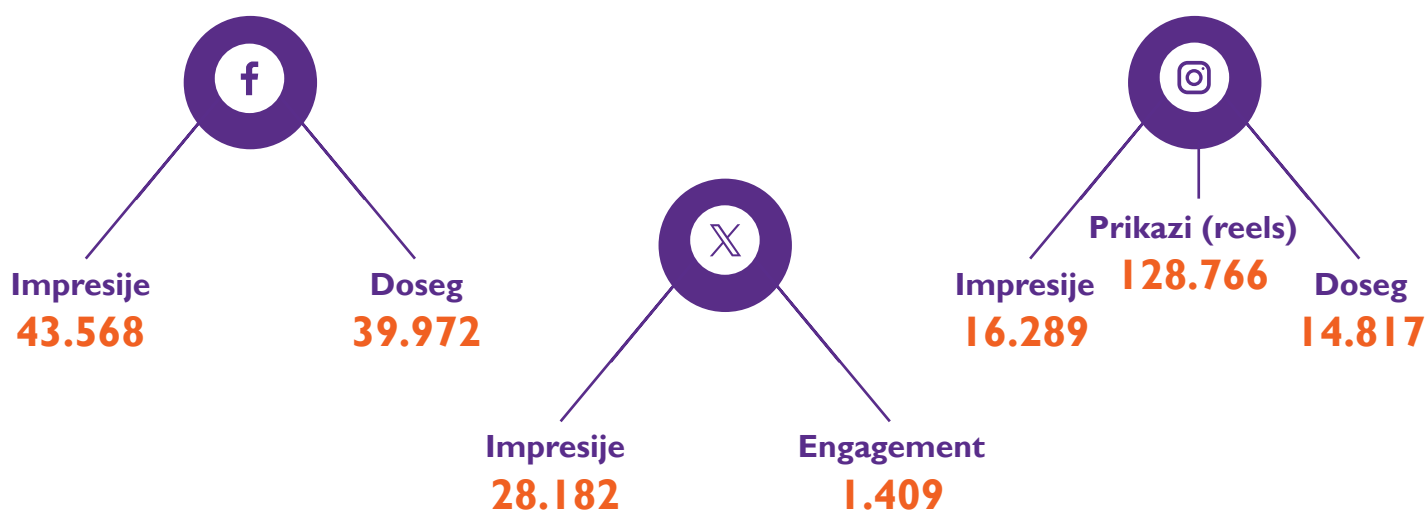 Impresije
43.568
Doseg
39.972
Impresije
28.182
Engagement
1.409
Prikazi (reels)
128.766
Impresije
16.289
Doseg
14.817